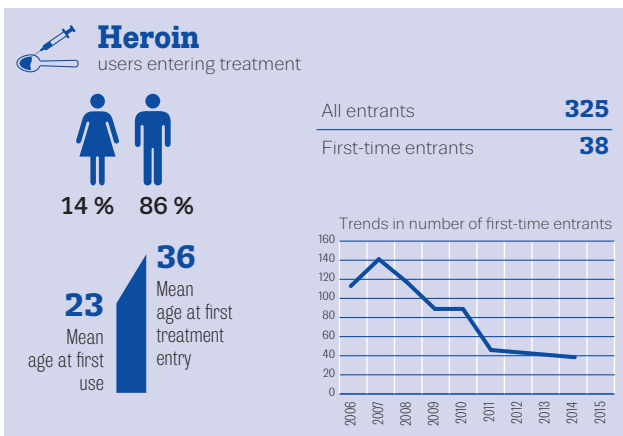 Heroin
users entering treatment
14 % 86 %
23
Mean
age at first
use
36
Mean
age at first
treatment
entry
All entrants 325
First-time entrants 38
Trends in number of first-time entrants
160
140
120
100
80
60
40
20
0
2006 2007 2008 2009 2010 2011 2012 2013 2014 2015